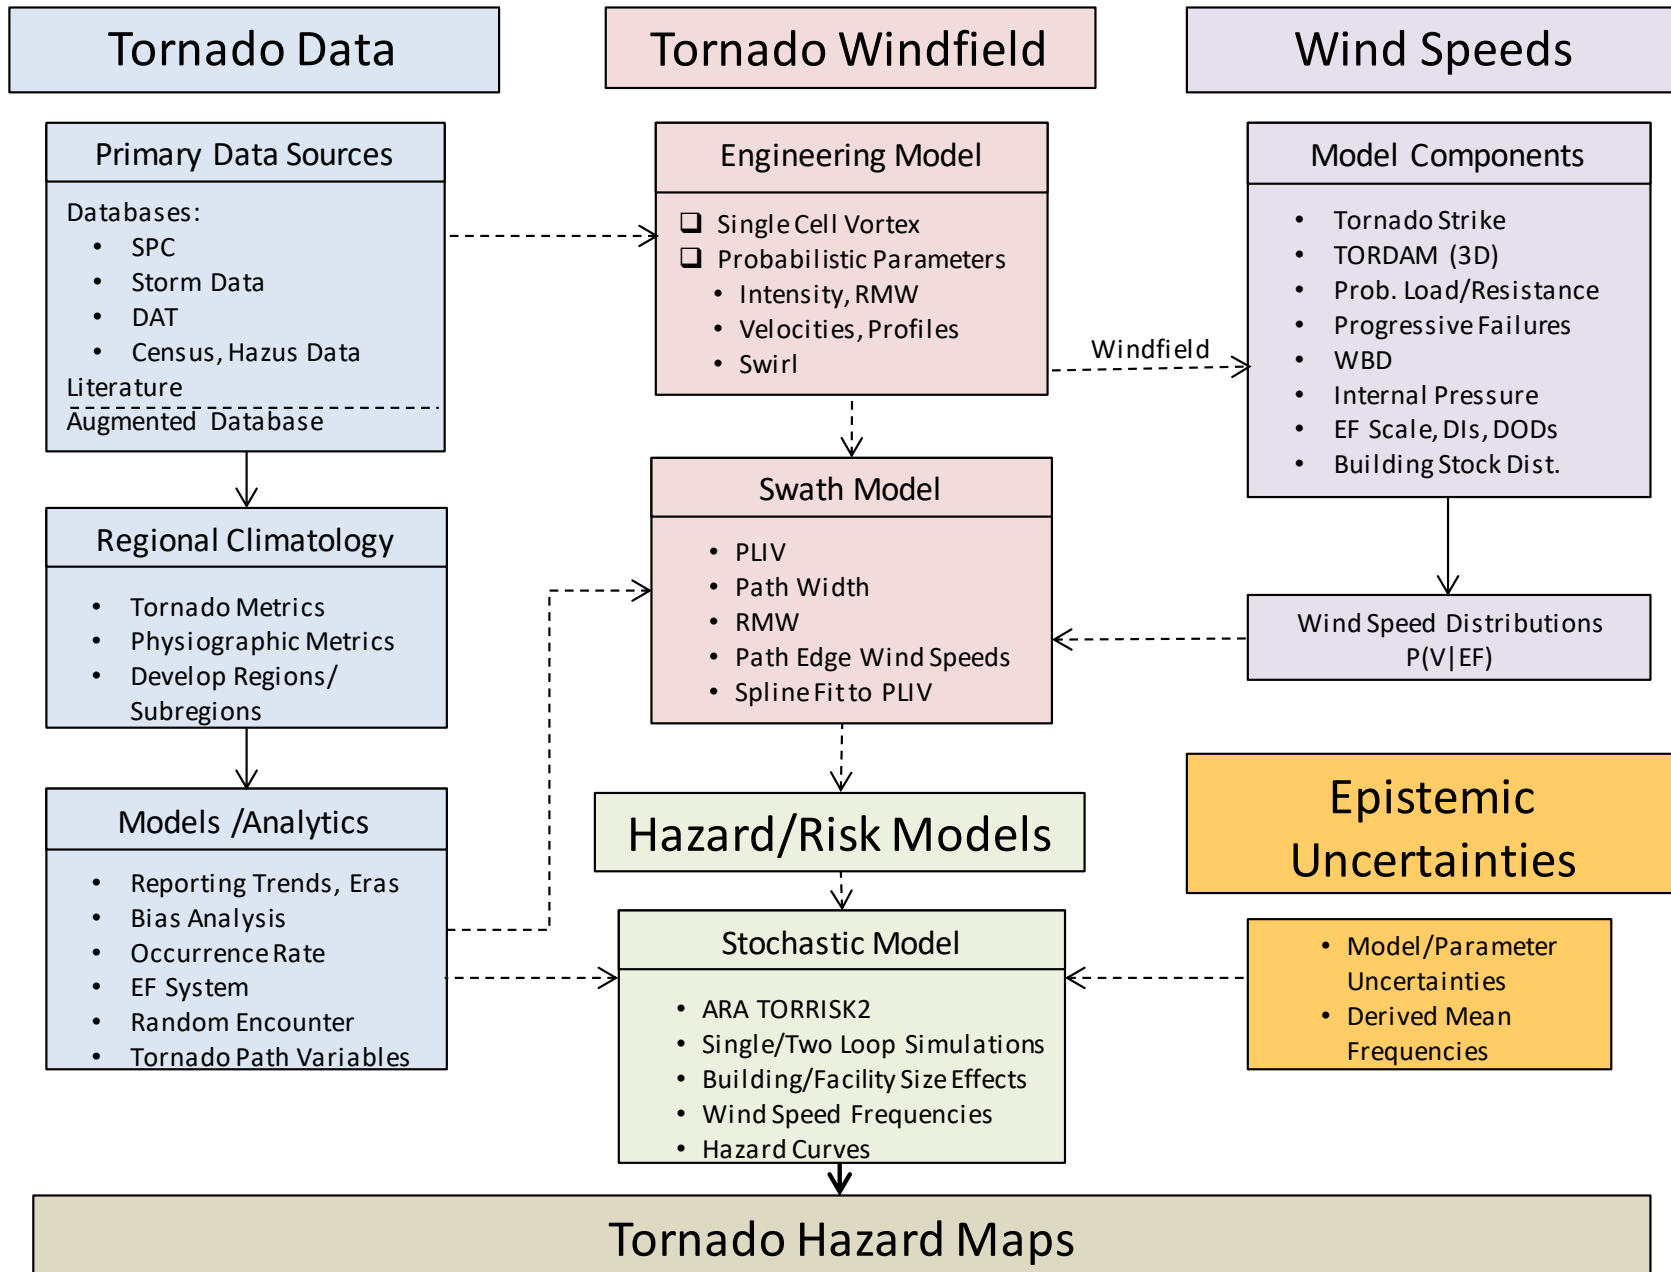 Tornado Data
Primary Data Sources
Databases:
• SPC
• Storm Data
• DAT
• Census, Hazus Data
Literature
Augmented Database
Regional Climatology
• Tornado Metrics
• Physiographic Metrics
• Develop Regions/
Subregions
Models /Analytics
• Reporting Trends, Eras
• Bias Analysis
• Occurrence Rate
• EF System
• Random Encounter
• Tornado Path Variables
Tornado Windfield
Engineering Model
❑ Single Cell Vortex
❑ Probabilistic Parameters
• Intensity, RMW
• Velocities, Profiles
• Swirl
Windfield
Swath Model
• PLIV
• Path Width
• RMW
• Path Edge Wind Speeds
• Spline Fit to PLIV
Hazard/Risk Models
Stochastic Model
• ARA TORRISK2
• Single/Two Loop Simulations
• Building/Facility Size Effects
• Wind Speed Frequencies
• Hazard Curves
Wind Speeds
Model Components
• Tornado Strike
• TORDAM (3D)
• Prob. Load/Resistance
• Progressive Failures
• WBD
• Internal Pressure
• EF Scale, DIs, DODs
• Building Stock Dist.
Wind Speed Distributions
P(V|EF)
Epistemic
Uncertainties
• Model/Parameter
Uncertainties
• Derived Mean
Frequencies
Tornado Hazard Maps